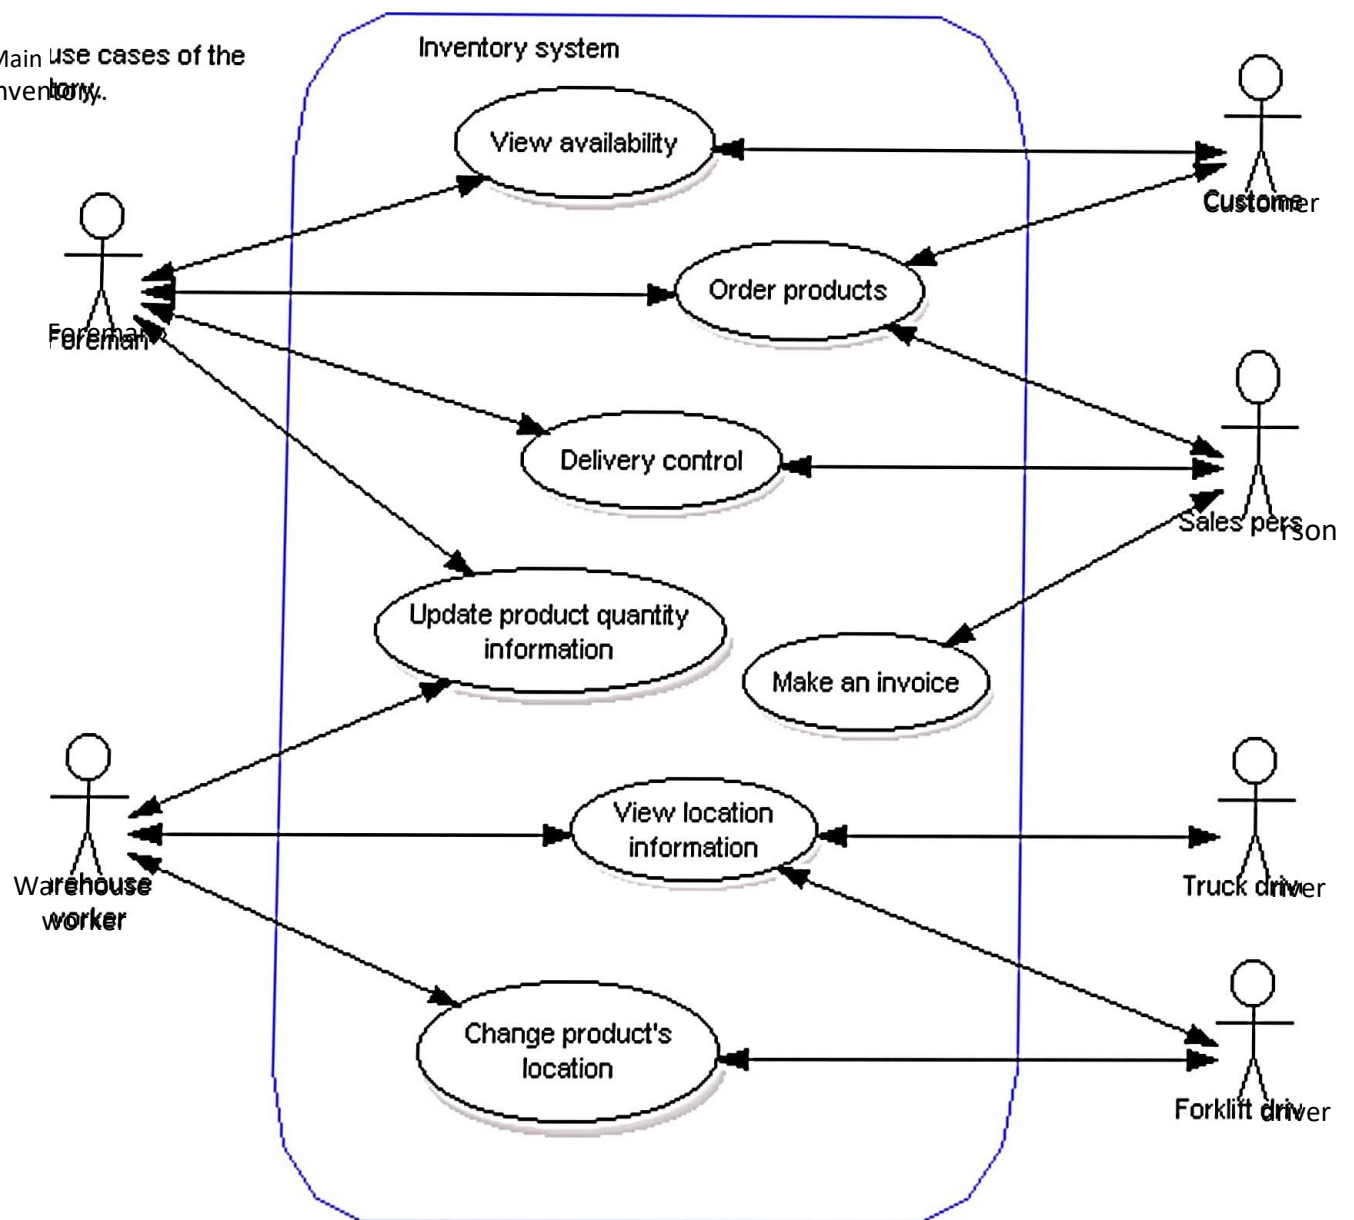 Main use cases of the
inventory.
Inventory system
View availability
Customer
Order products
Foreman
Delivery control
Sales person
Update product quantity
information
Make an invoice
View location
information
Truck driver
Warehouse
worker
Change product's
location
Forklift driver